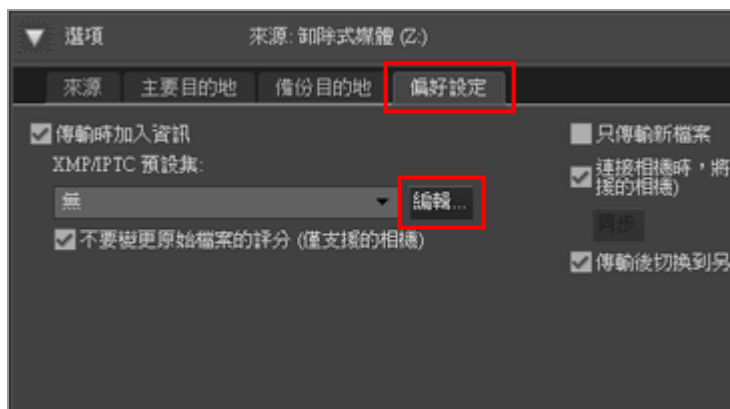 選項 來源: 卸除式媒體 (Z:)
來源 主要目的地 備份目的地 偏好設定
傳輸時加入資訊
XMP/IPTC 預設集:
無 編輯...
不要變更原始檔案的評分 (僅支援的相機)
只傳輸新檔案
連接相機時，將
援的相機)
同步
傳輸後切換到另